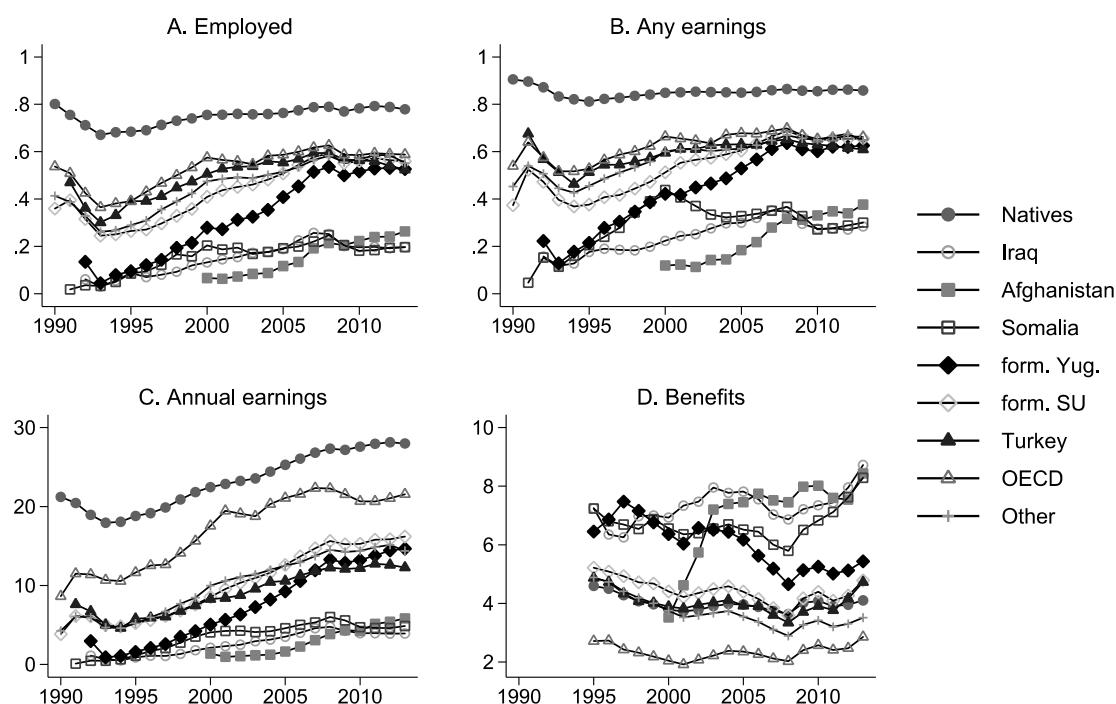 A. Employed
1
.8
.6
.4
.2
0
1990 1995 2000 2005 2010
B. Any earnings
1
.8
.6
.4
.2
0
1990 1995 2000 2005 2010
C. Annual earnings
30
20
10
0
1990 1995 2000 2005 2010
D. Benefits
10
8
6
4
2
1990 1995 2000 2005 2010
Natives
Iraq
Afghanistan
Somalia
form. Yug.
form. SU
Turkey
OECD
Other